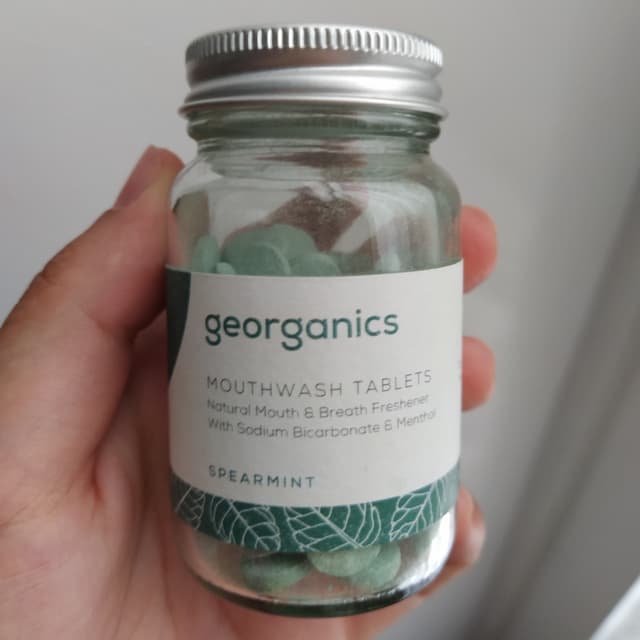 georganics
MOUTHWASH TABLETS
Natural Mouth & Breath Freshener
With Sodium Bicarbonate & Menthol
SPEARMINT